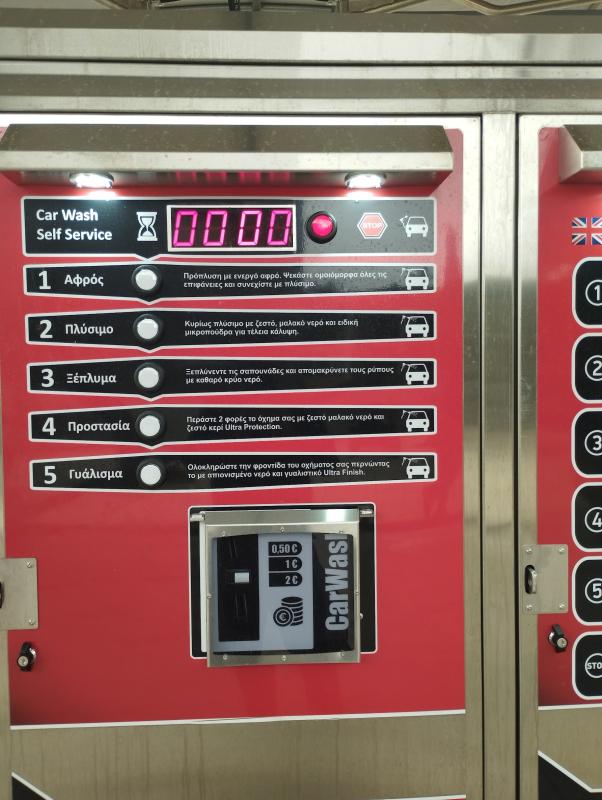 Car Wash
Self Service
0000
STOP
1 Αφρός
Πρόπλυση με ενεργό αφρό. Ψεκάστε ομοιόμορφα όλες τις
επιφάνειες και συνεχίστε με πλύσιμο.
2 Πλύσιμο
Κυρίως πλύσιμο με ζεστό, μαλακό νερό και ειδική
μικροπούδρα για τέλεια κάλυψη.
3 Ξέπλυμα
Ξεπλύνεντε τις σαπουνάδες και απομακρύνετε τους ρύπους
με καθαρό κρύο νερό.
4 Προστασία
Περάστε 2 φορές το όχημα σας με ζεστό μαλακό νερό και
ζεστό κερί Ultra Protection.
5 Γυάλισμα
Ολοκληρώστε την φροντίδα του οχήματος σας περνώντας
το με απιονισμένο νερό και γυαλιστικό Ultra Finish.
0,50 €
1 €
2 €
€
CarWash
1
2
3
4
5
STOP